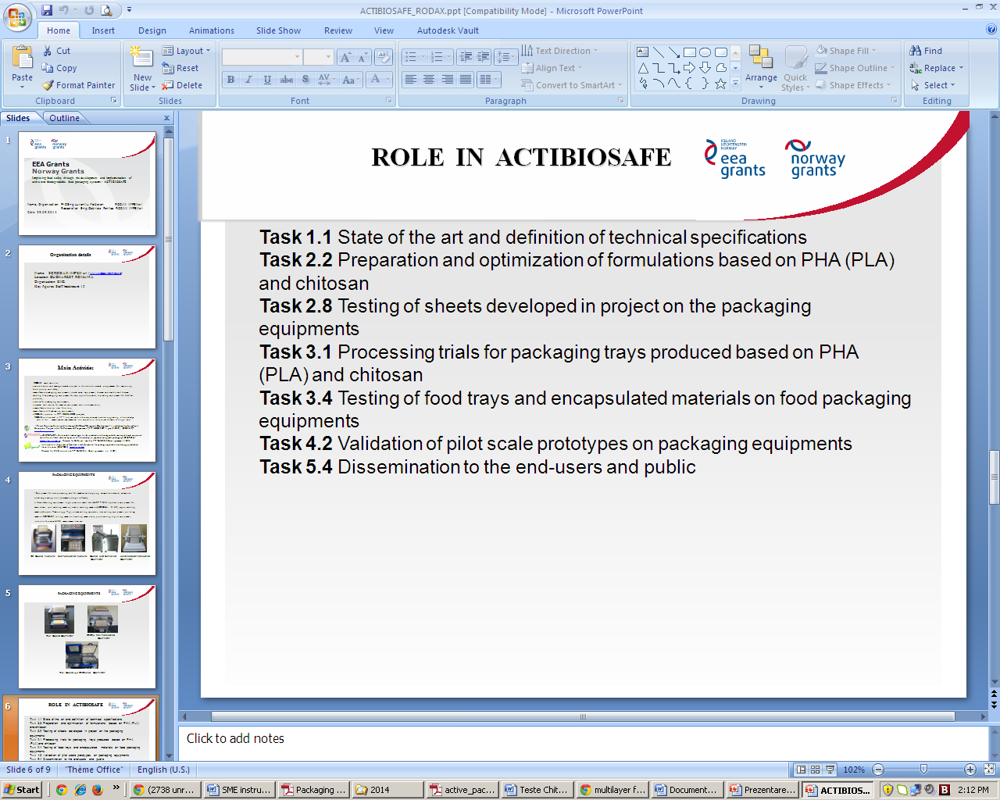 ACTIBIOSAFE_RODAX.ppt [Compatibility Mode] - Microsoft PowerPoint
Home Insert Design Animations Slide Show Review View Autodesk Vault
Cut
Copy
Format Painter
Paste
Clipboard
New Slide
Layout
Reset
Delete
Slides
Font
Text Direction
Align Text
Convert to SmartArt
Paragraph
Arrange
Quick Styles
Shape Fill
Shape Outline
Shape Effects
Drawing
Find
Replace
Select
Editing
Slides Outline
1
EEA Grants
Norway Grants
2
Organisation details
3
Main Activities
4
PACKAGING EQUIPMENTS
5
PACKAGING EQUIPMENTS
6
ROLE IN ACTIBIOSAFE
ROLE IN ACTIBIOSAFE
ICELAND
LIECHTENSTEIN
NORWAY
eea
grants
norway
grants
Task 1.1 State of the art and definition of technical specifications
Task 2.2 Preparation and optimization of formulations based on PHA (PLA)
and chitosan
Task 2.8 Testing of sheets developed in project on the packaging
equipments
Task 3.1 Processing trials for packaging trays produced based on PHA
(PLA) and chitosan
Task 3.4 Testing of food trays and encapsulated materials on food packaging
equipments
Task 4.2 Validation of pilot scale prototypes on packaging equipments
Task 5.4 Dissemination to the end-users and public
Click to add notes
Slide 6 of 9 "Thème Office" English (U.S.) 102%
Start (2738 unr... SME instru... Packaging ... 2014 active_pac... Teste Chit... multilayer f... Document... Prezentare... ACTIBIOS... 2:12 PM